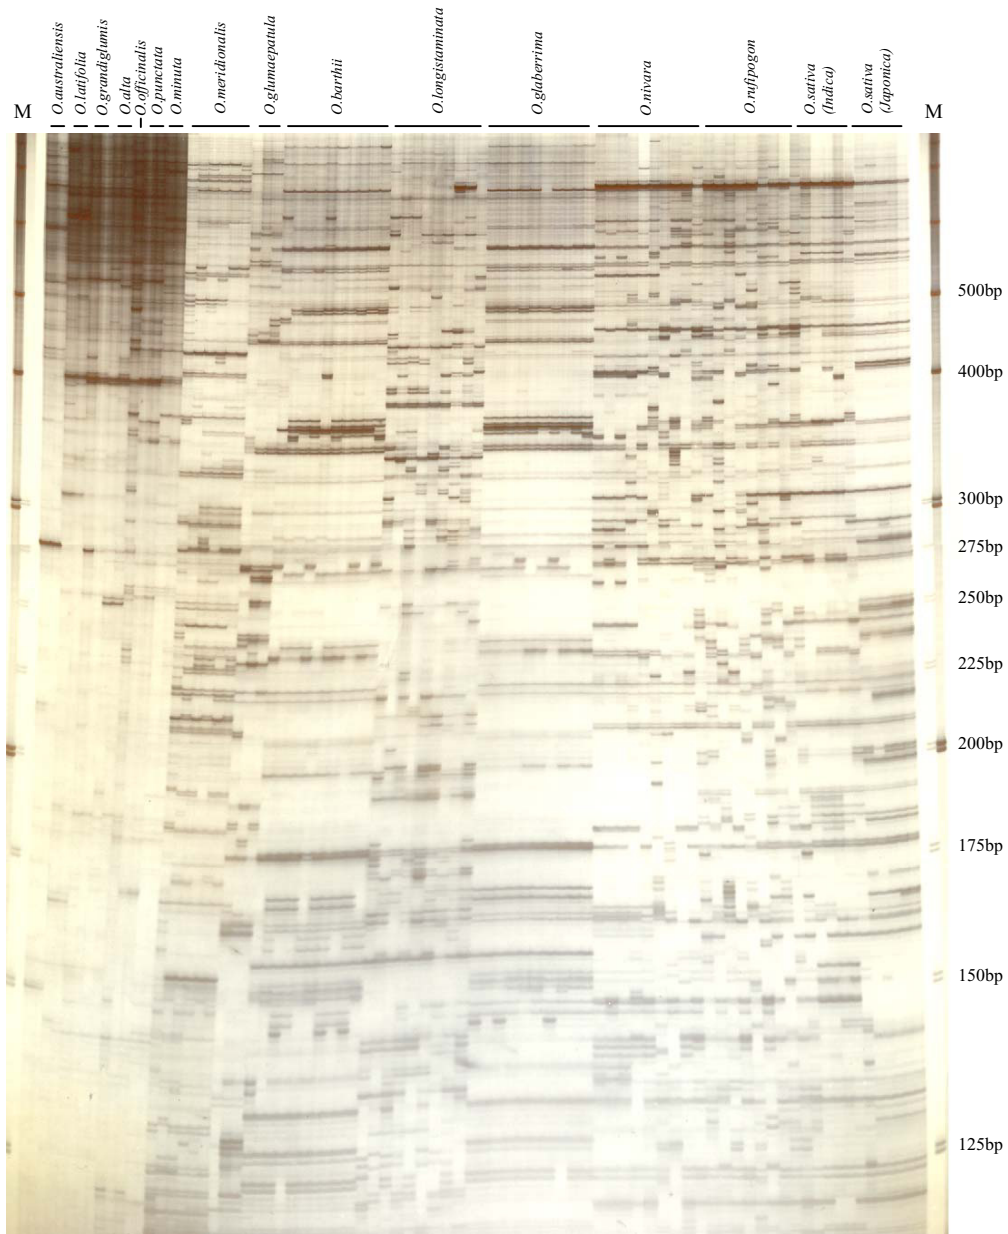 M
O.australiensis
O.latifolia
O.grandiglumis
O.alta
O.officinalis
O.punctata
O.minuta
O.meridionalis
O.glumaepatula
O.barthii
O.longistaminata
O.glaberrima
O.nivara
O.rufipogon
O.sativa
(Indica)
O.sativa
(Japonica)
M
500bp
400bp
300bp
275bp
250bp
225bp
200bp
175bp
150bp
125bp